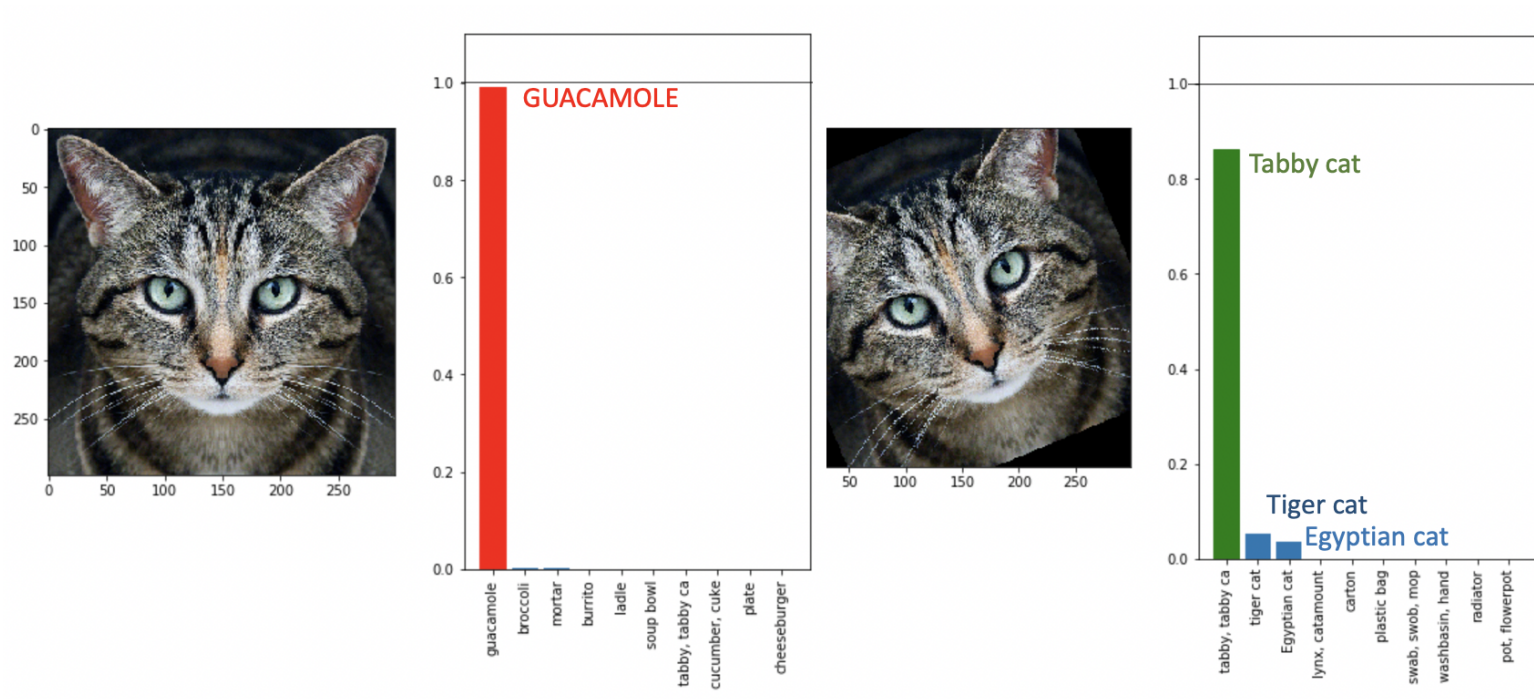 0
50
100
150
200
250
0 50 100 150 200 250
1.0
0.8
0.6
0.4
0.2
0.0
GUACAMOLE
guacamole
broccoli
mortar
burrito
ladle
soup bowl
tabby, tabby ca
cucumber, cuke
plate
cheeseburger
50 100 150 200 250
1.0
0.8
0.6
0.4
0.2
0.0
Tabby cat
Tiger cat
Egyptian cat
tabby, tabby ca
tiger cat
Egyptian cat
lynx, catamount
carton
plastic bag
swab, swob, mop
washbasin, hand
radiator
pot, flowerpot